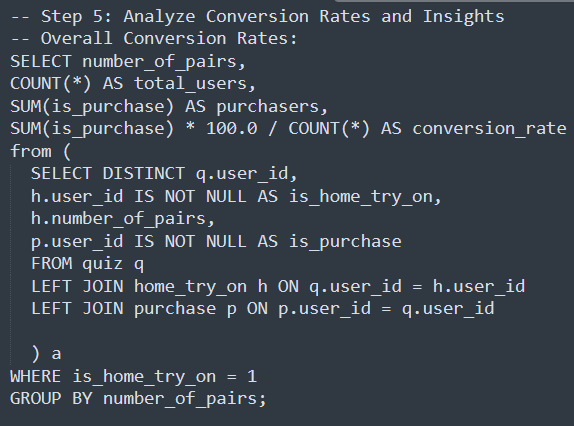 -- Step 5: Analyze Conversion Rates and Insights
-- Overall Conversion Rates:
SELECT number_of_pairs,
COUNT(*) AS total_users,
SUM(is_purchase) AS purchasers,
SUM(is_purchase) * 100.0 / COUNT(*) AS conversion_rate
from (
  SELECT DISTINCT q.user_id,
  h.user_id IS NOT NULL AS is_home_try_on,
  h.number_of_pairs,
  p.user_id IS NOT NULL AS is_purchase
  FROM quiz q
  LEFT JOIN home_try_on h ON q.user_id = h.user_id
  LEFT JOIN purchase p ON p.user_id = q.user_id
  ) a
WHERE is_home_try_on = 1
GROUP BY number_of_pairs;